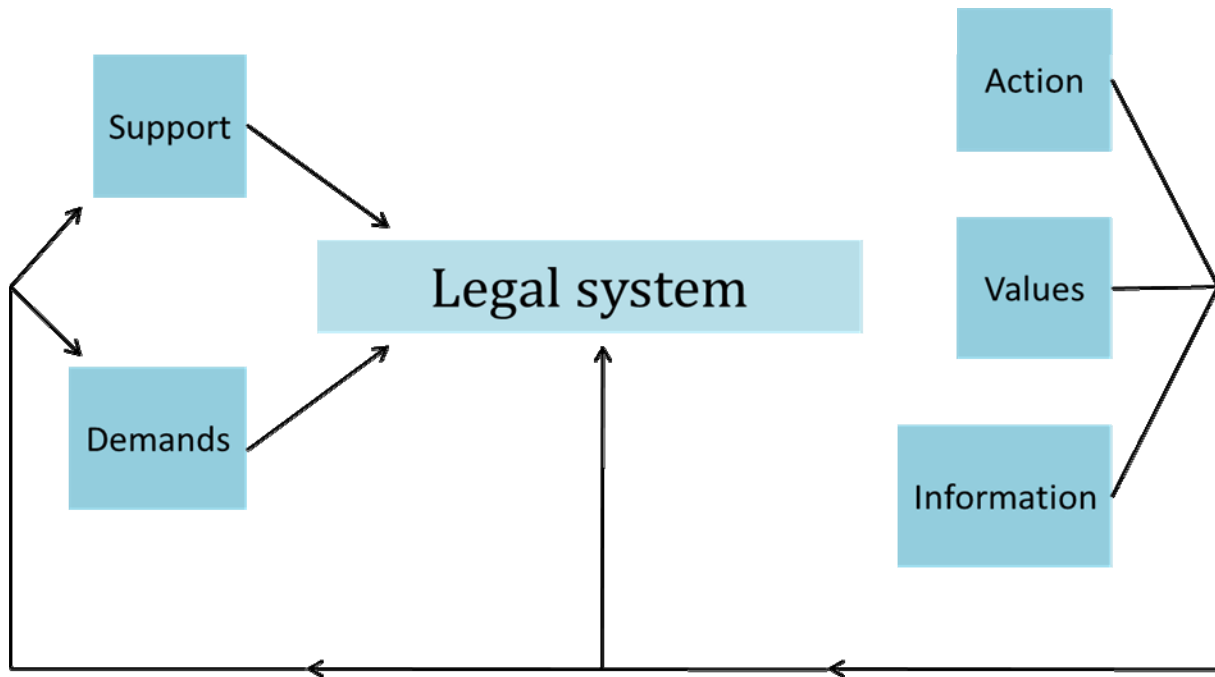 Support
Demands
Legal system
Action
Values
Information